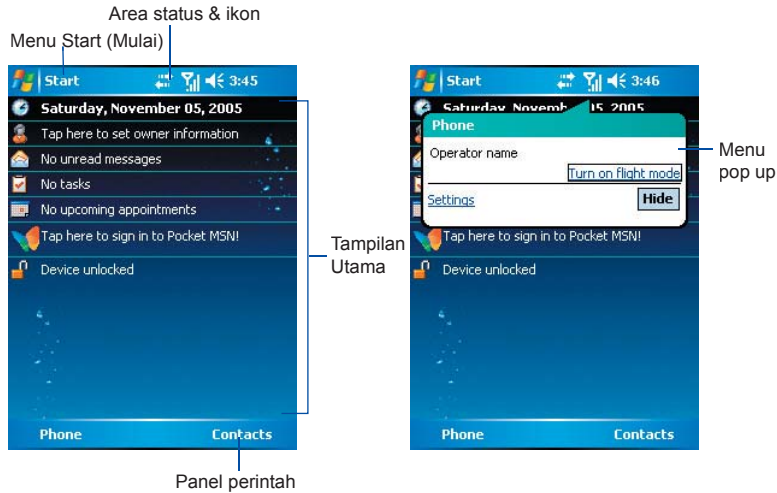 Area status & ikon
Menu Start (Mulai)
Start
3:45
Saturday, November 05, 2005
Tap here to set owner information
No unread messages
No tasks
No upcoming appointments
Tap here to sign in to Pocket MSN!
Device unlocked
Phone
Contacts
Tampilan
Utama
Panel perintah
Start
3:46
Saturday, Novemb 15, 2005
Phone
Operator name
Turn on flight mode
Settings
Hide
Tap here to sign in to Pocket MSN!
Device unlocked
Phone
Contacts
Menu
pop up